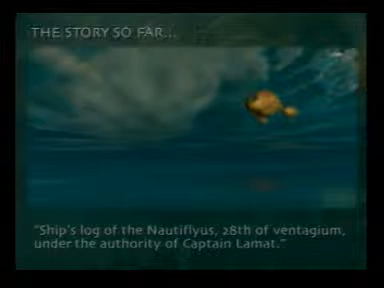 THE STORY SO FAR...
"Ship's log of the Nautiflyus, 28th of ventagium,
under the authority of Captain Lamat."